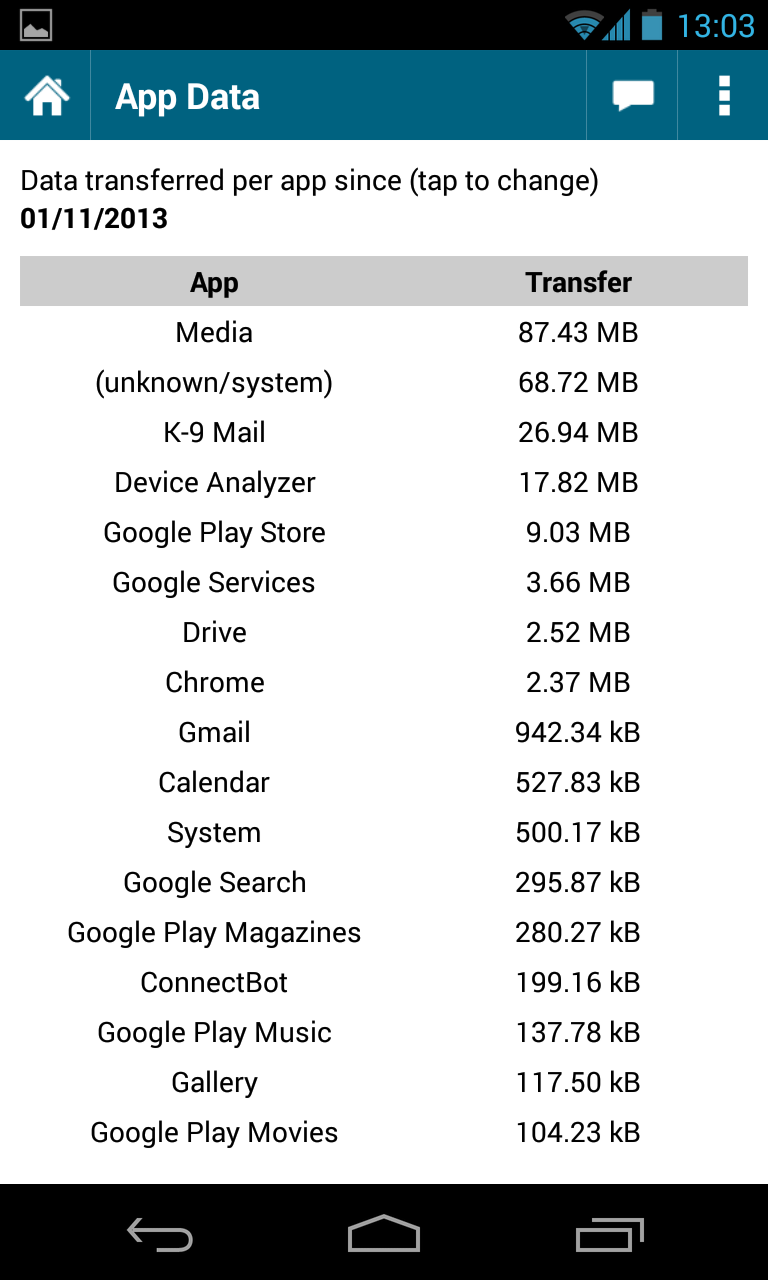 13:03
App Data
Data transferred per app since (tap to change)
01/11/2013
App Transfer
Media 87.43 MB
(unknown/system) 68.72 MB
K-9 Mail 26.94 MB
Device Analyzer 17.82 MB
Google Play Store 9.03 MB
Google Services 3.66 MB
Drive 2.52 MB
Chrome 2.37 MB
Gmail 942.34 kB
Calendar 527.83 kB
System 500.17 kB
Google Search 295.87 kB
Google Play Magazines 280.27 kB
ConnectBot 199.16 kB
Google Play Music 137.78 kB
Gallery 117.50 kB
Google Play Movies 104.23 kB